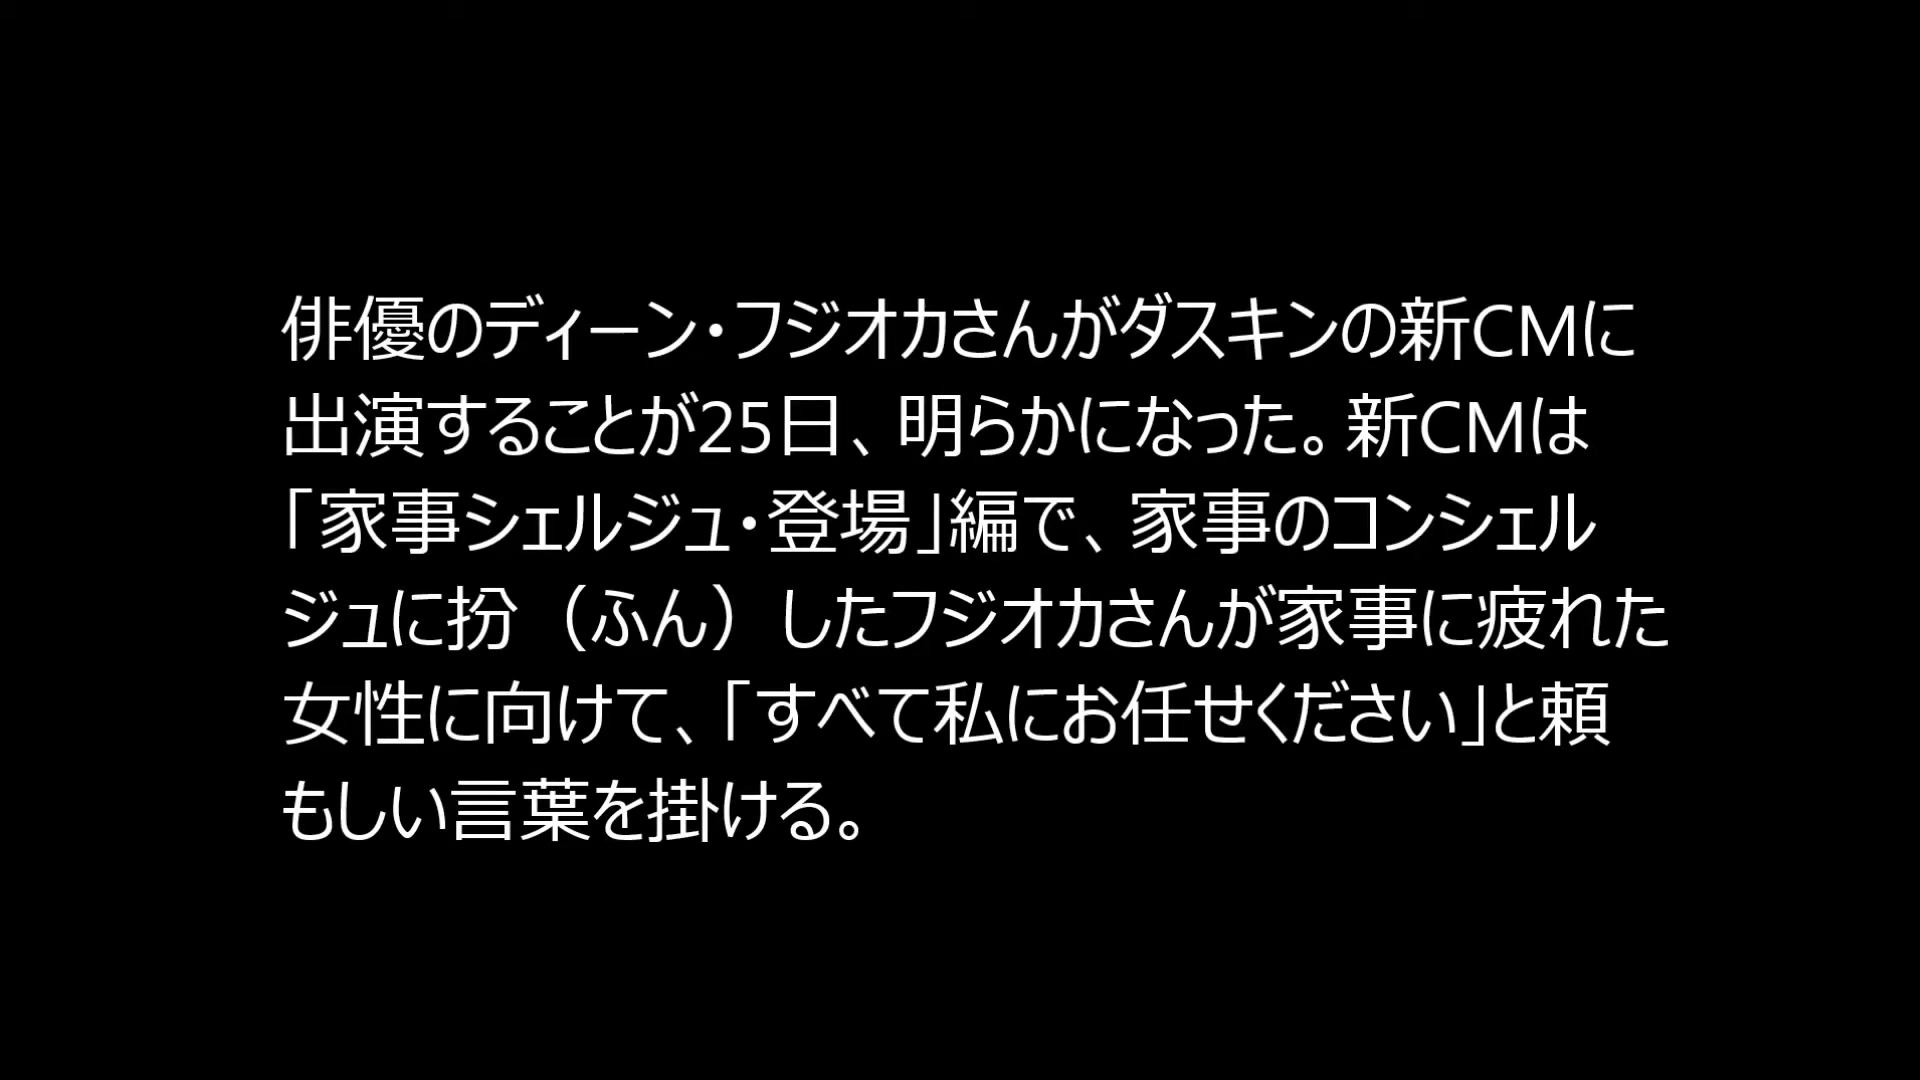 俳優のディーン・フジオカさんがダスキンの新CMに
出演することが25日、明らかになった。新CMは
「家事シェルジュ・登場」編で、家事のコンシェル
ジュに扮（ふん）したフジオカさんが家事に疲れた
女性に向けて、「すべて私にお任せください」と頼
もしい言葉を掛ける。